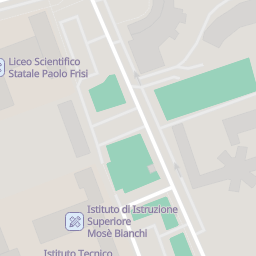 Liceo Scientifico
Statale Paolo Frisi
Istituto di Istruzione
Superiore
Mosè Bianchi
Istituto Tecnico